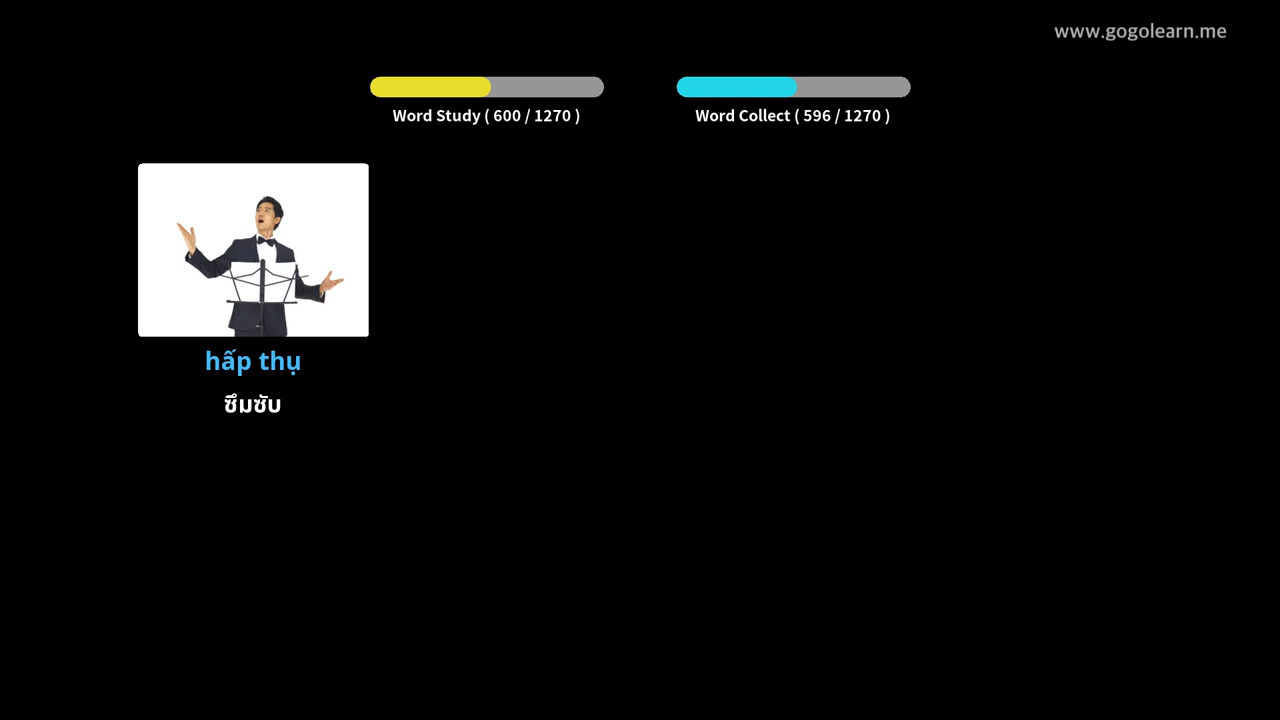 www.gogolearn.me
Word Study ( 600 / 1270 )
Word Collect ( 596 / 1270 )
hấp thụ
ซึมซับ